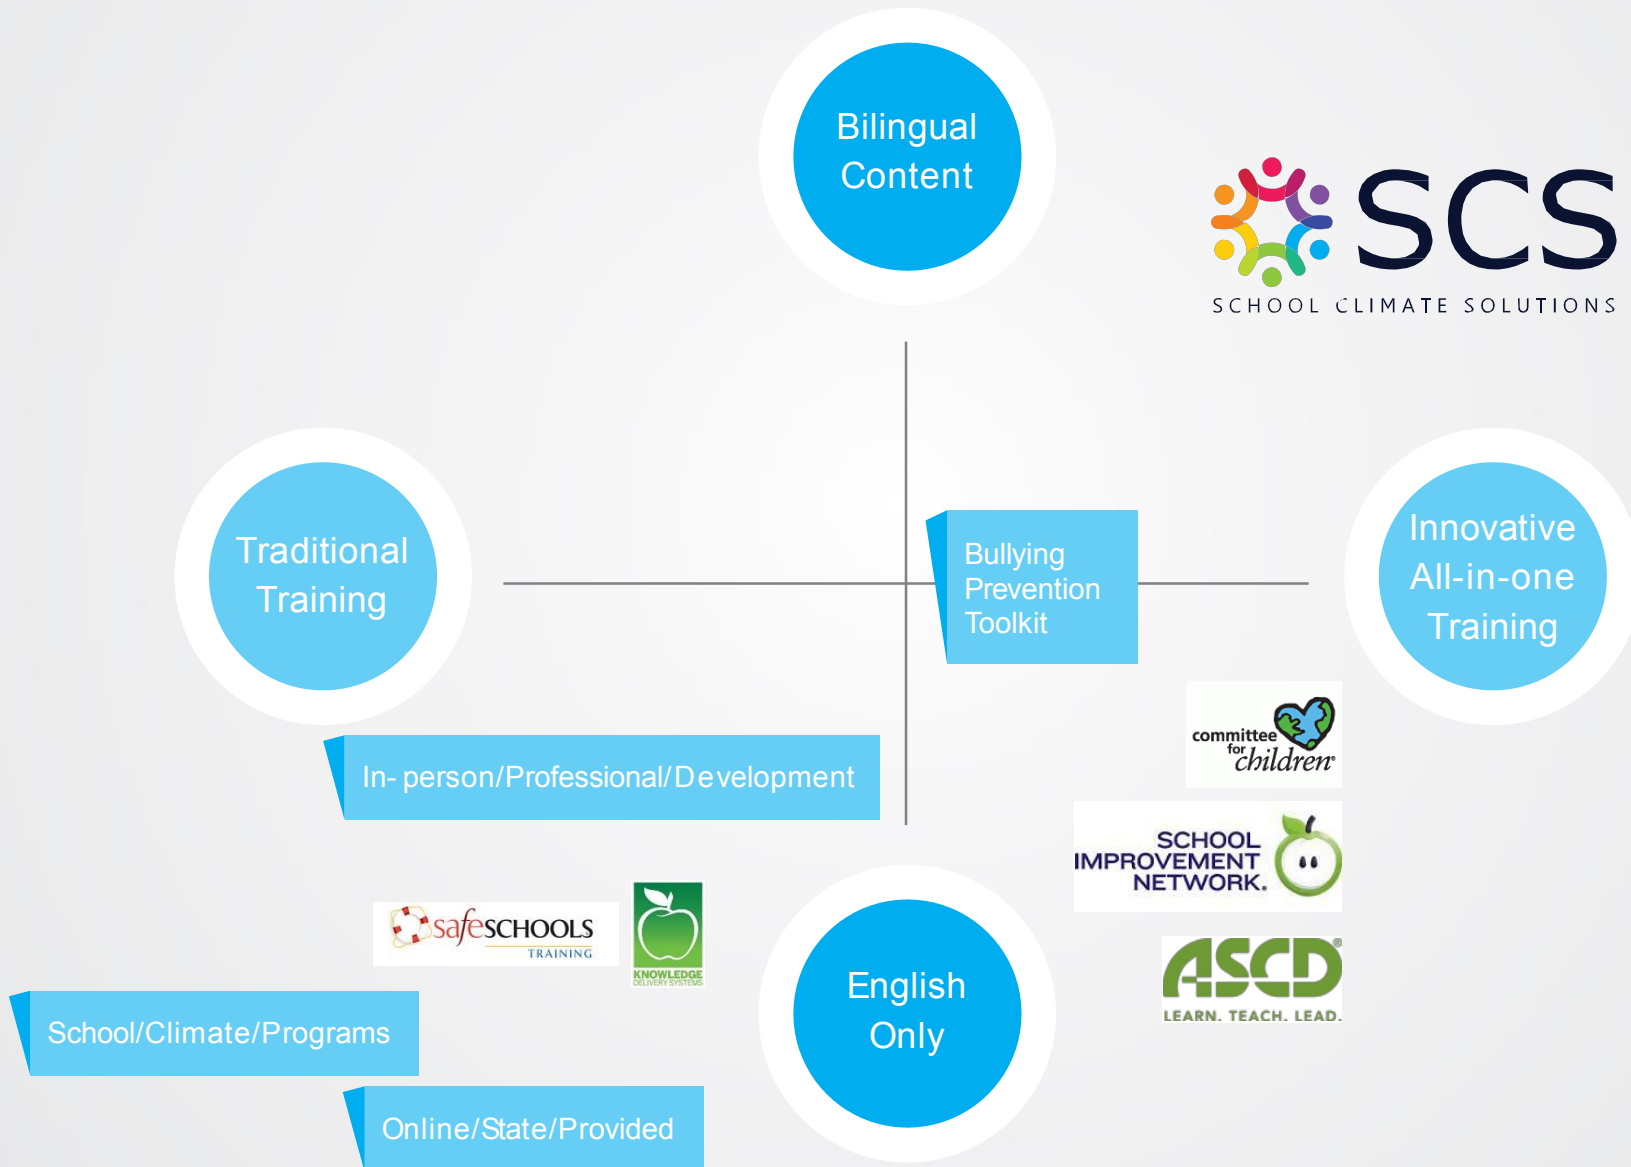 Bilingual
Content
SCS
SCHOOL CLIMATE SOLUTIONS
Traditional
Training
Bullying
Prevention
Toolkit
Innovative
All-in-one
Training
committee
for
children®
In- person/Professional/Development
SCHOOL
IMPROVEMENT
NETWORK®
safeSCHOOLS
TRAINING
KNOWLEDGE
DELIVERY SYSTEMS
English
Only
ASCD®
LEARN. TEACH. LEAD.
School/Climate/Programs
Online/State/Provided